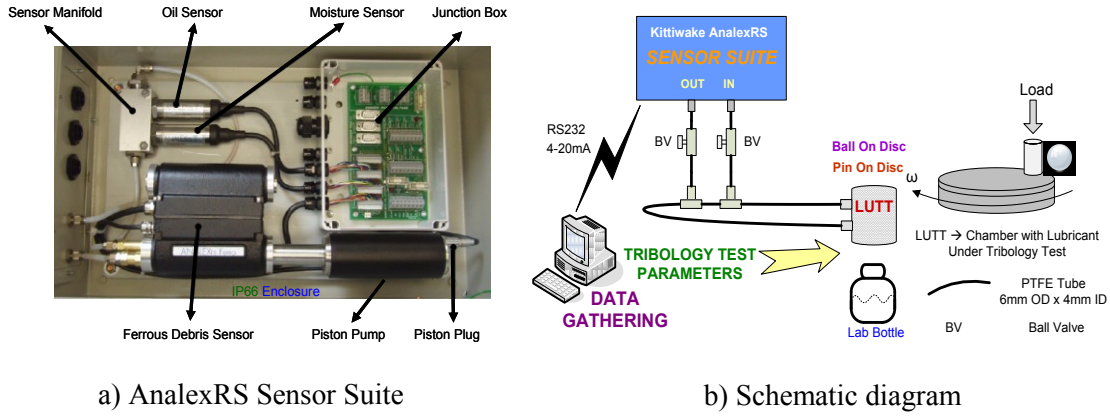 Sensor Manifold
Oil Sensor
Moisture Sensor
Junction Box
IP66 Enclosure
Ferrous Debris Sensor
Piston Pump
Piston Plug
a) AnalexRS Sensor Suite
Kittiwake AnalexRS
SENSOR SUITE
OUT IN
RS232
4-20mA
BV
BV
Load
Ball On Disc
Pin On Disc
ω
LUTT
LUTT → Chamber with Lubricant
Under Tribology Test
TRIBOLOGY TEST
PARAMETERS
DATA
GATHERING
Lab Bottle
PTFE Tube
6mm OD x 4mm ID
BV
Ball Valve
b) Schematic diagram